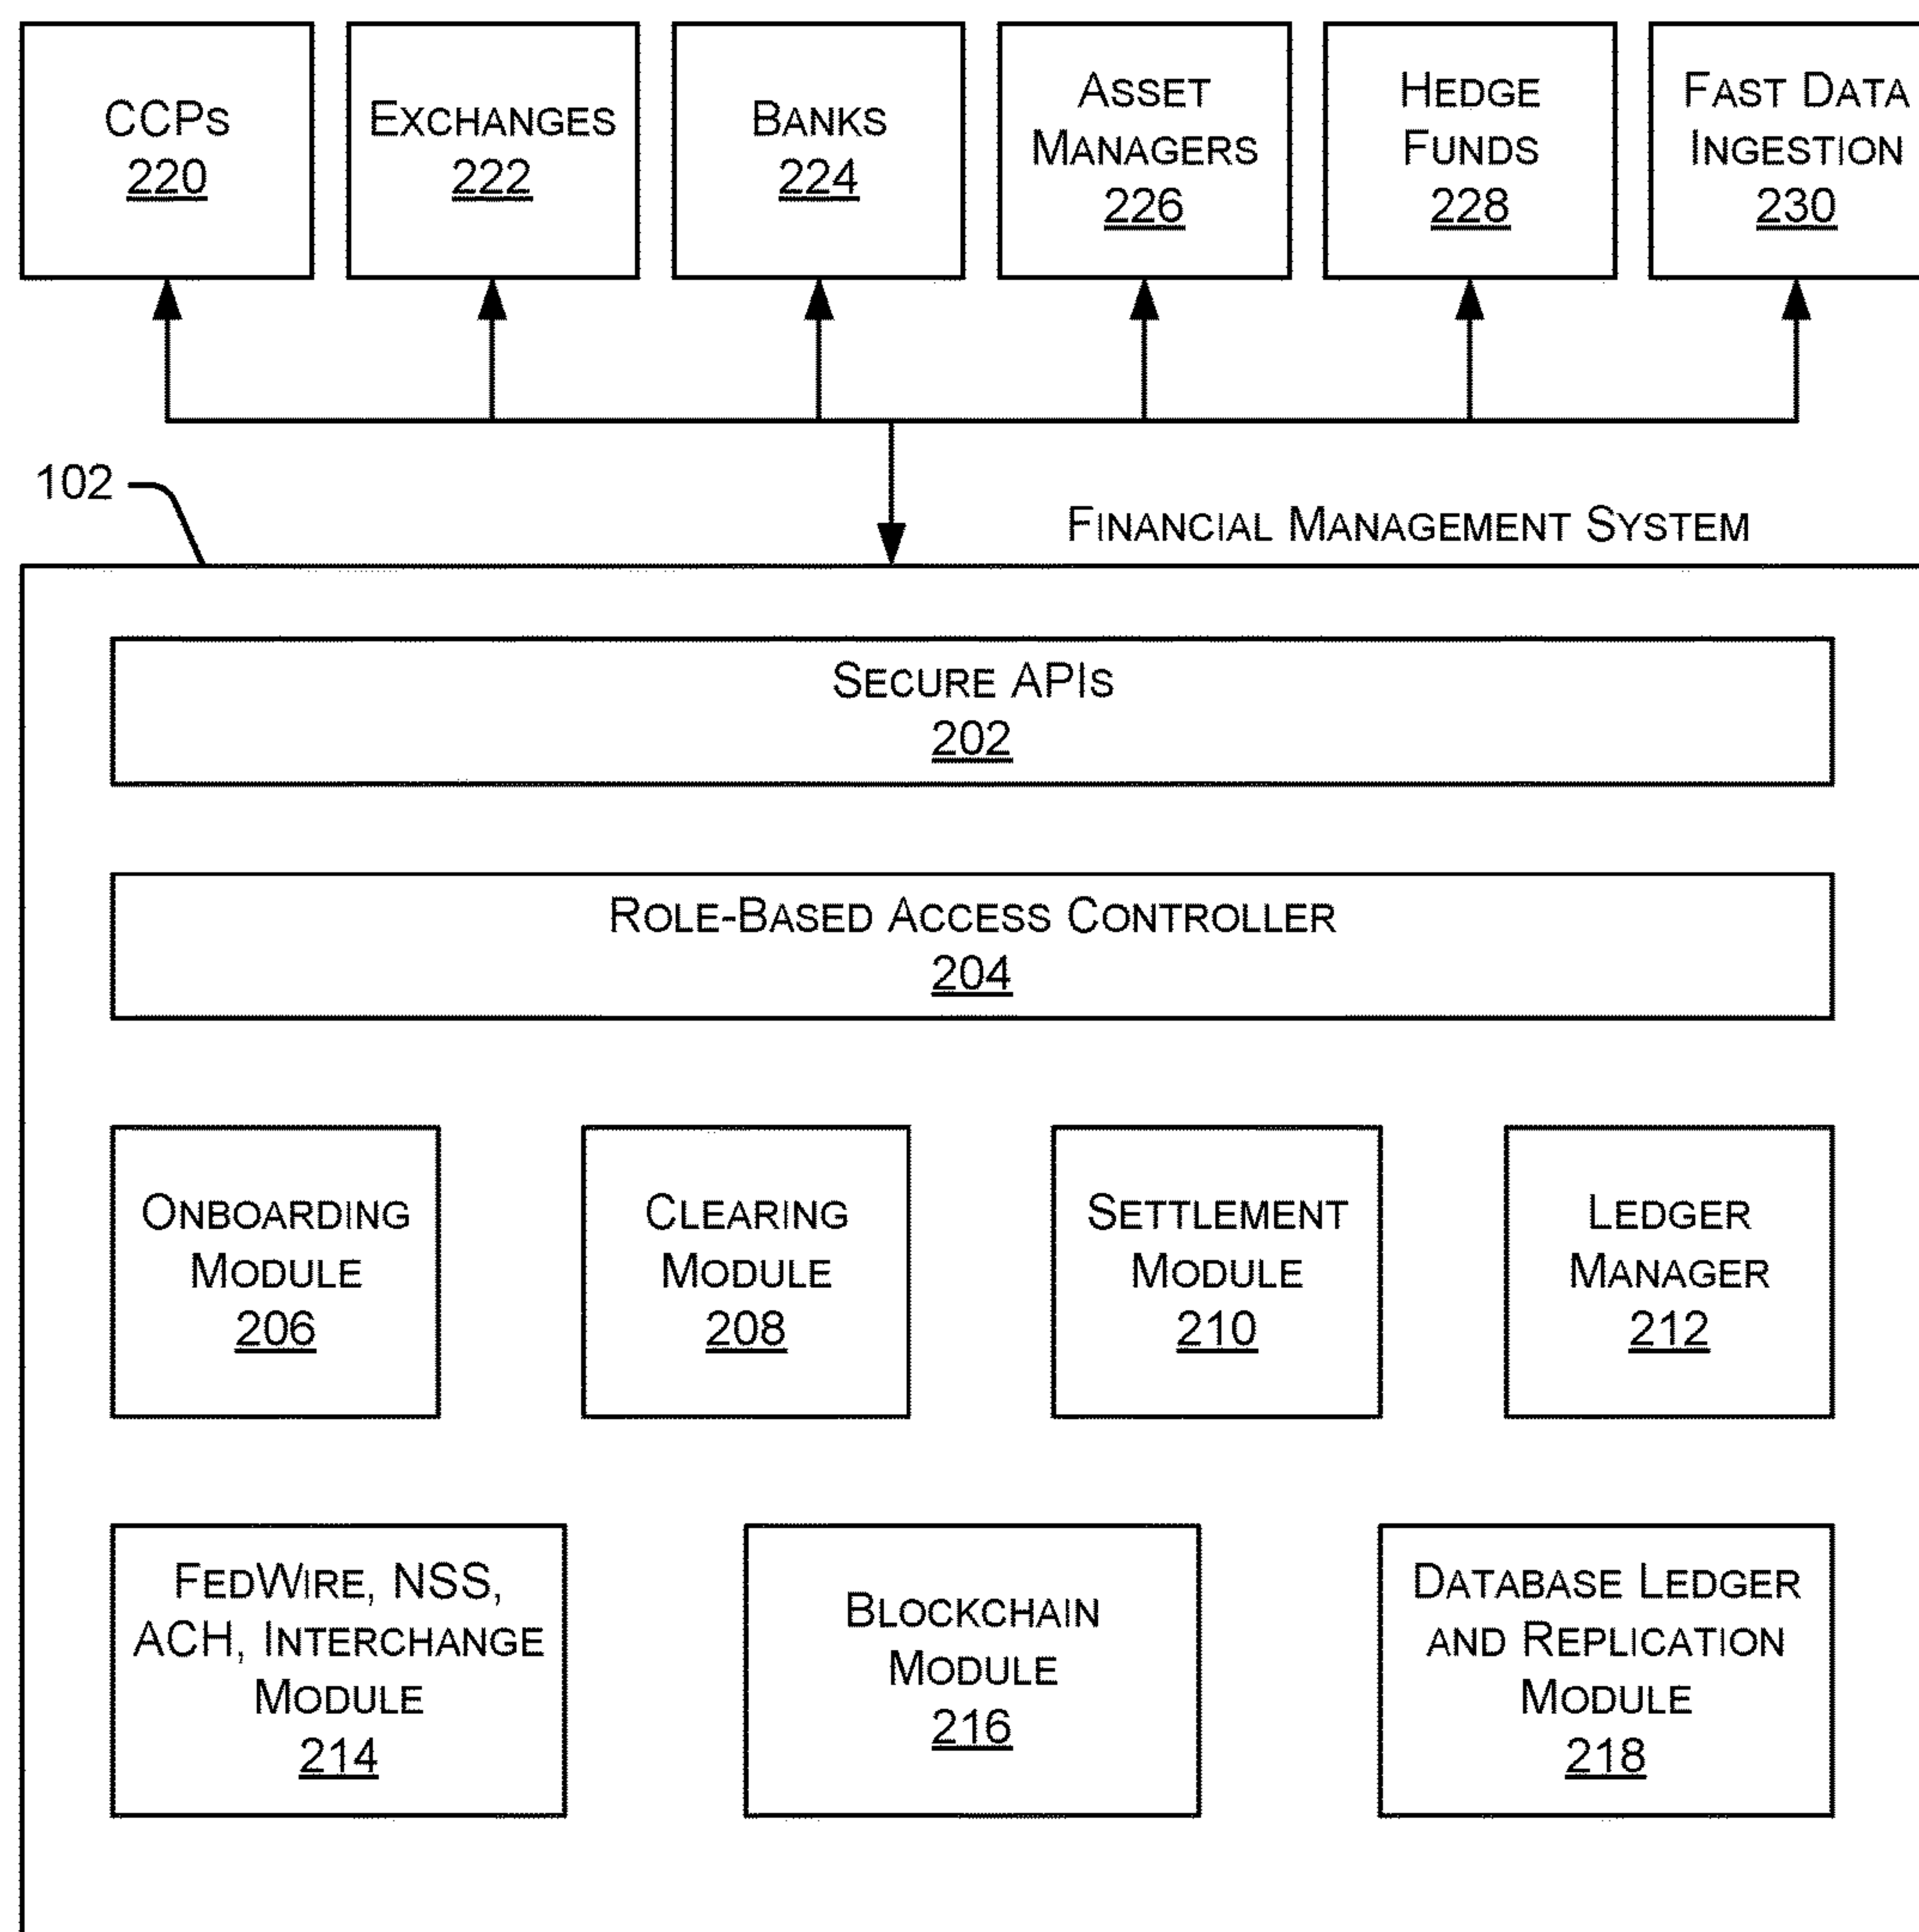 CCPs
220
Exchanges
222
Banks
224
Asset
Managers
226
Hedge
Funds
228
Fast Data
Ingestion
230
102
Financial Management System
Secure APIs
202
Role-Based Access Controller
204
Onboarding
Module
206
Clearing
Module
208
Settlement
Module
210
Ledger
Manager
212
FedWire, NSS,
ACH, Interchange
Module
214
Blockchain
Module
216
Database Ledger
and Replication
Module
218